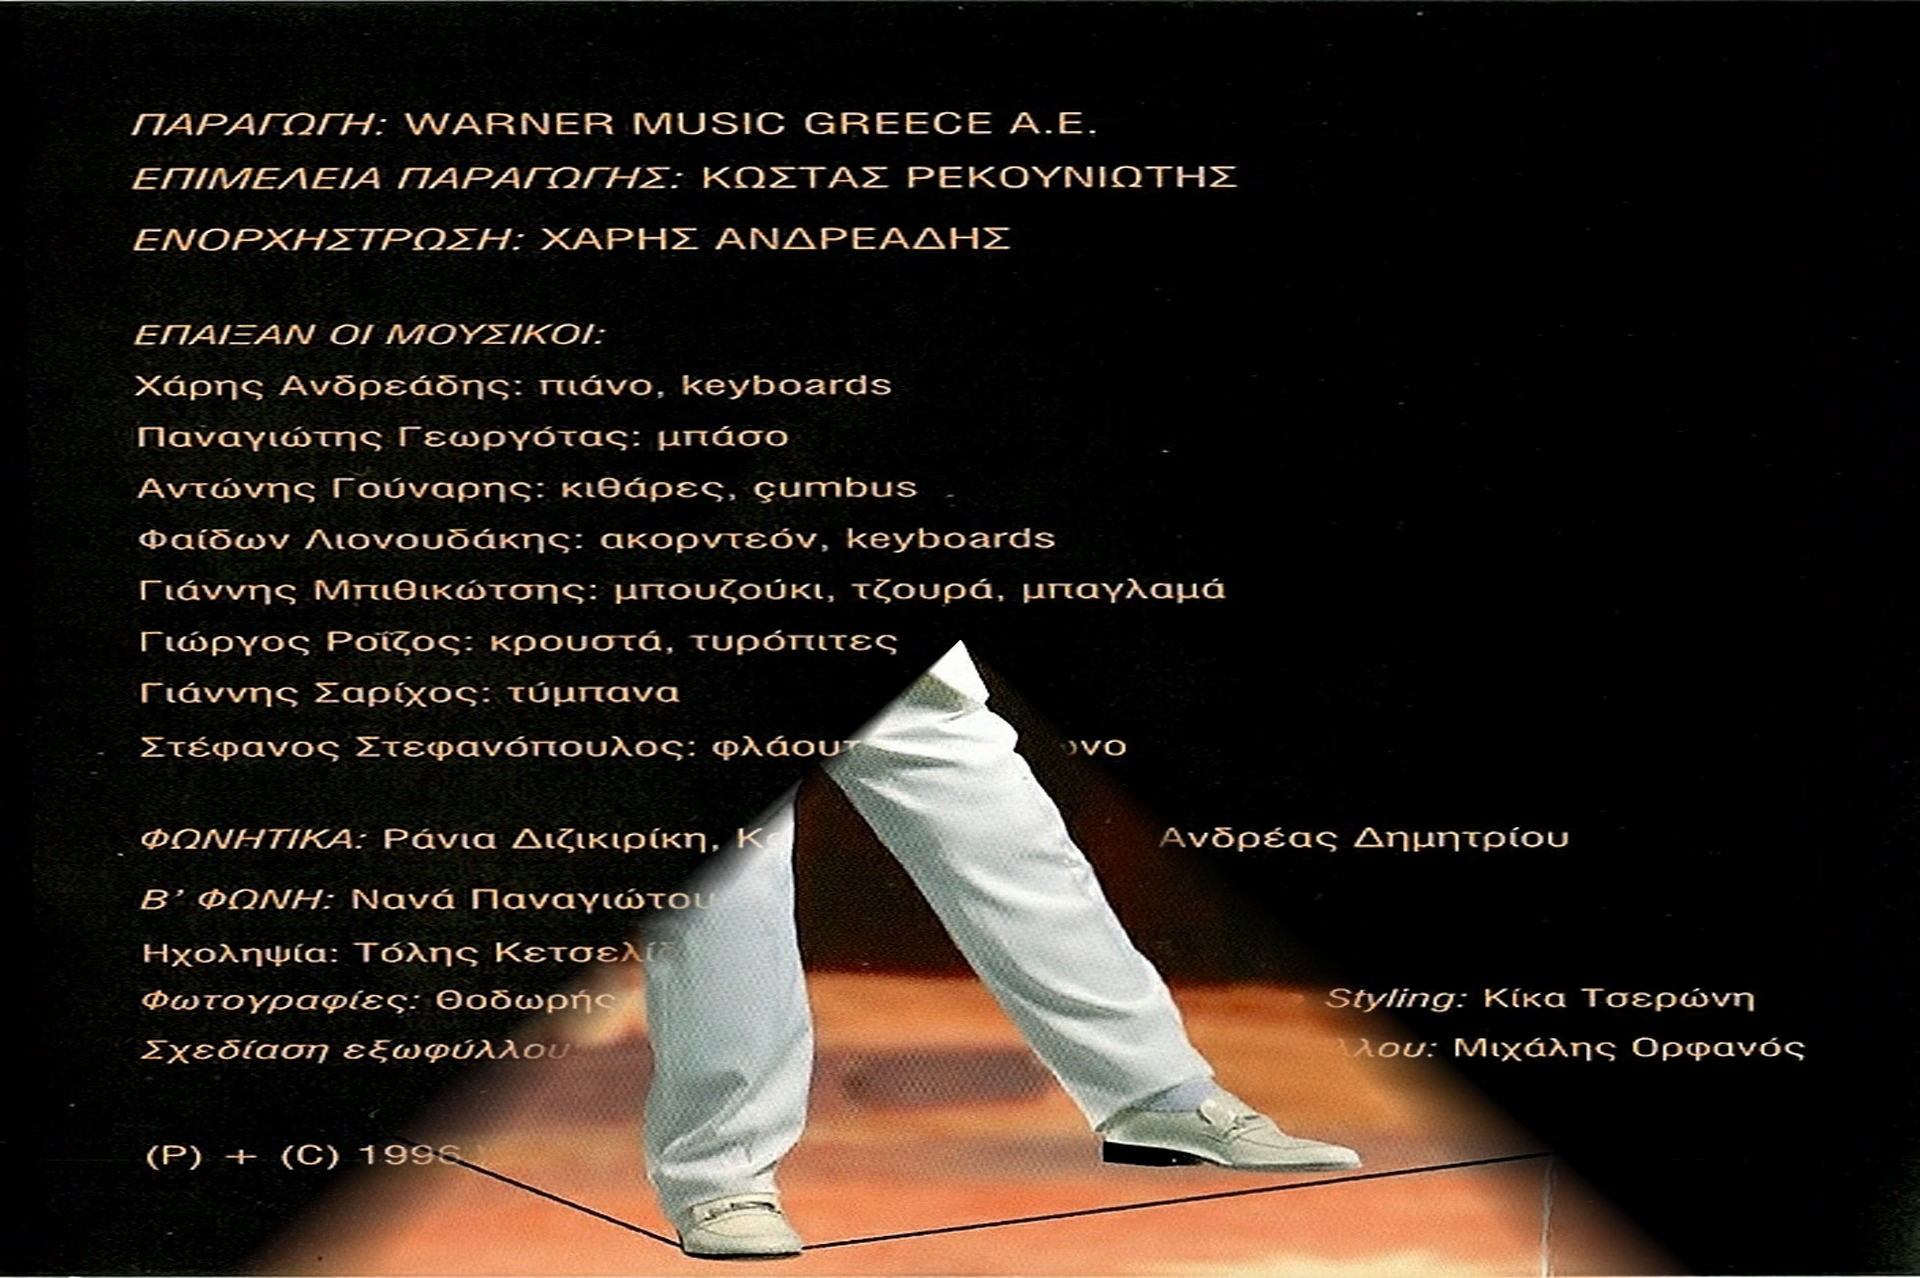 ΠΑΡΑΓΩΓΗ: WARNER MUSIC GREECE A.E.
ΕΠΙΜΕΛΕΙΑ ΠΑΡΑΓΩΓΗΣ: ΚΩΣΤΑΣ ΡΕΚΟΥΝΙΩΤΗΣ
ΕΝΟΡΧΗΣΤΡΩΣΗ: ΧΑΡΗΣ ΑΝΔΡΕΑΔΗΣ
ΕΠΑΙΞΑΝ ΟΙ ΜΟΥΣΙΚΟΙ:
Χάρης Ανδρεάδης: πιάνο, keyboards
Παναγιώτης Γεωργότας: μπάσο
Αντώνης Γούναρης: κιθάρες, çumbus
Φαίδων Λιονουδάκης: ακορντεόν, keyboards
Γιάννης Μπιθικώτσης: μπουζούκι, τζουρά, μπαγλαμά
Γιώργος Ροΐζος: κρουστά, τυρόπιτες
Γιάννης Σαρίχος: τύμπανα
Στέφανος Στεφανόπουλος:
ΦΩΝΗΤΙΚΑ: Ράνια Διζικιρίκη, Ανδρέας Δημητρίου
Β' ΦΩΝΗ: Νανά
Ηχοληψία: Τόλης
Φωτογραφίες: Θοδωρής Styling: Κίκα Τσερώνη
Σχεδίαση εξωφύλλου Μιχάλης Ορφανός
(P) + (C) 1996